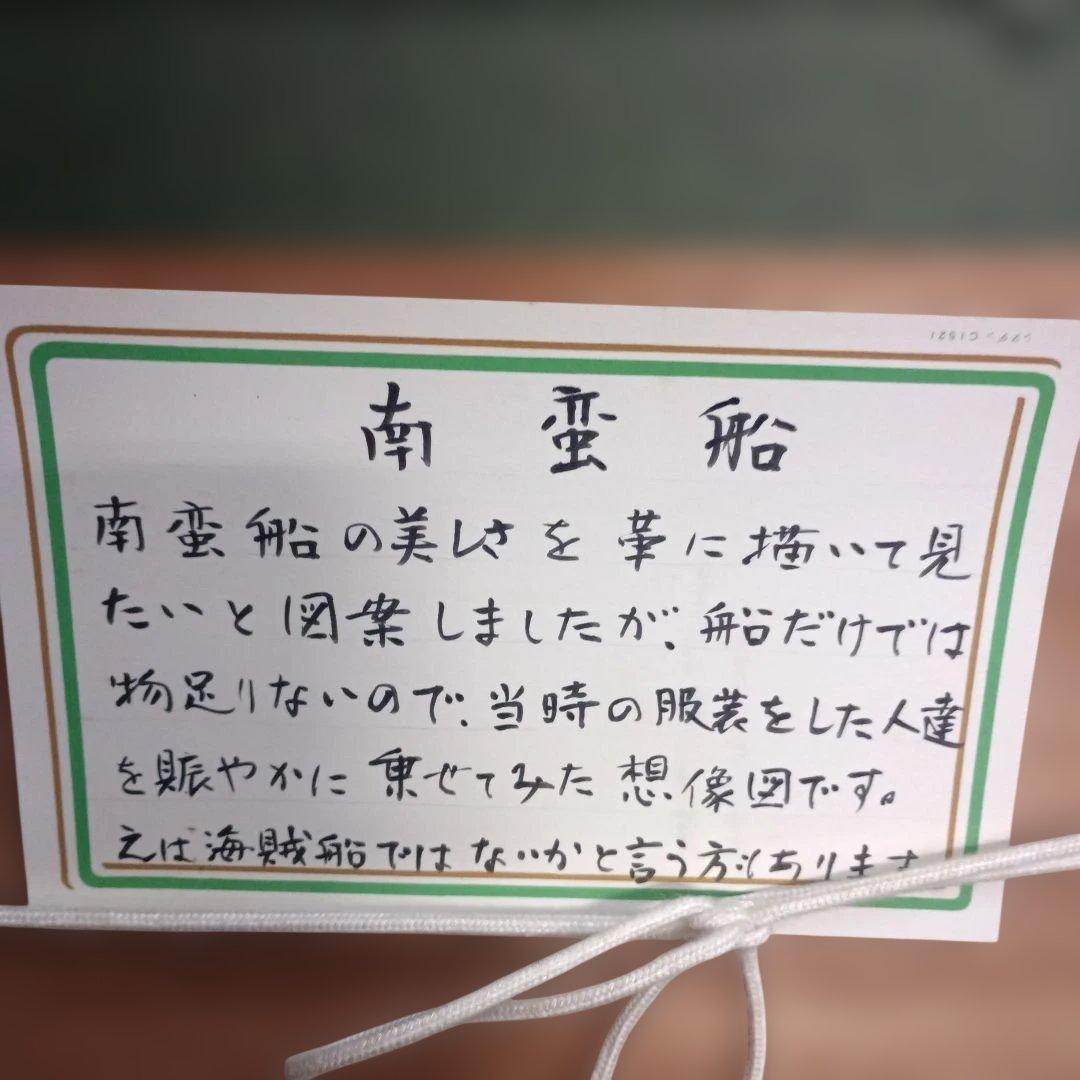 南蛮船
南蛮船の美しさを革に描いて見
たいと図案しましたが、船だけでは
物足りないので、当時の服装をした人達
を賑やかに乗せてみた想像図です。
えは海賊船ではないかと言う方もあります